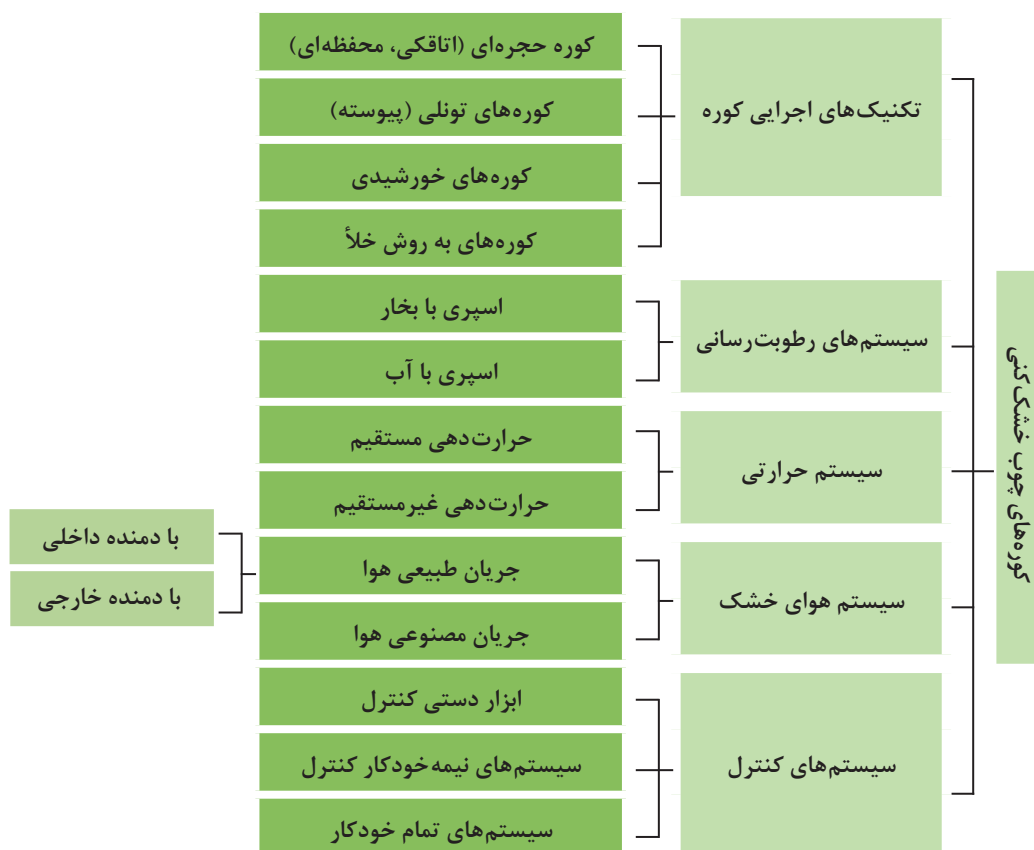 کوره‌های چوب خشک‌کنی
تکنیک‌های اجرایی کوره
کوره حجره‌ای (اتاقکی، محفظه‌ای)
کوره‌های تونلی (پیوسته)
کوره‌های خورشیدی
کوره‌های به روش خلأ
سیستم‌های رطوبت‌رسانی
اسپری با بخار
اسپری با آب
سیستم حرارتی
حرارت‌دهی مستقیم
حرارت‌دهی غیرمستقیم
سیستم هوای خشک
جریان طبیعی هوا
با دمنده داخلی
با دمنده خارجی
جریان مصنوعی هوا
سیستم‌های کنترل
ابزار دستی کنترل
سیستم‌های نیمه‌خودکار کنترل
سیستم‌های تمام خودکار